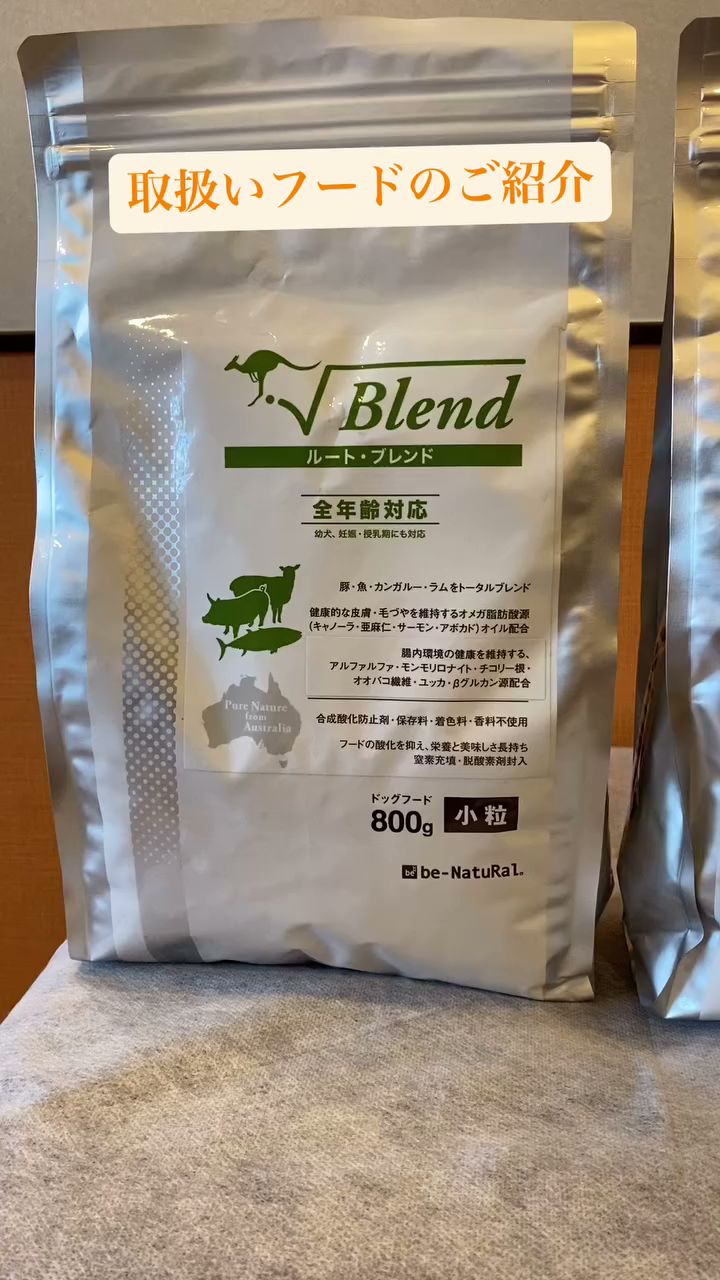 取扱いフードのご紹介
√Blend
ルート・ブレンド
全年齢対応
幼犬、妊娠・授乳期にも対応
豚・魚・カンガルー・ラムをトータルブレンド
健康的な皮膚・毛づやを維持するオメガ脂肪酸源
(キャノーラ・亜麻仁・サーモン・アボカド)オイル配合
腸内環境の健康を維持する、
アルファルファ・モンモリロナイト・チコリー根・
オオバコ繊維・ユッカ・βグルカン源配合
Pure Nature
from
Australia
合成酸化防止剤・保存料・着色料・香料不使用
フードの酸化を抑え、栄養と美味しさ長持ち
窒素充填・脱酸素剤封入
ドッグフード
800g 小粒
be be-NatuRal®